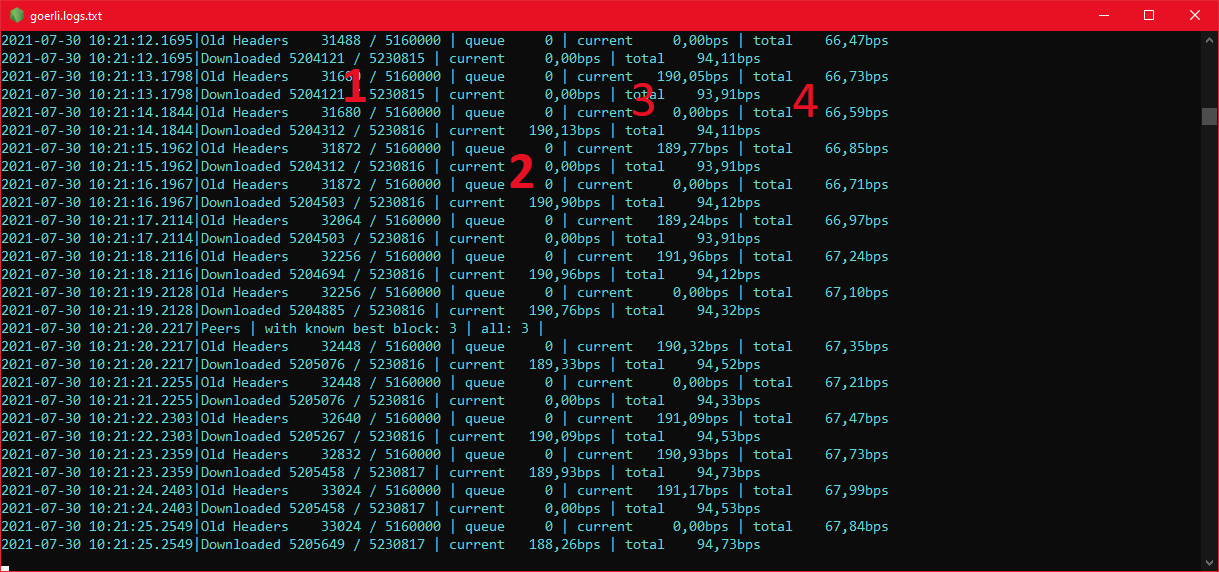 goerli.logs.txt
2021-07-30 10:21:12.1695|Old Headers    31488 / 5160000 | queue     0 | current     0,00bps | total    66,47bps
2021-07-30 10:21:12.1695|Downloaded 5204121 / 5230815 | current     0,00bps | total    94,11bps
2021-07-30 10:21:13.1798|Old Headers    / 5160000 | queue     0 | current   190,05bps | total    66,73bps
1
2021-07-30 10:21:13.1798|Downloaded 5204121 / 5230815 | current     0,00bps | total    93,91bps
3
4
2021-07-30 10:21:14.1844|Old Headers    31680 / 5160000 | queue     0 | current     0,00bps | total    66,59bps
2021-07-30 10:21:14.1844|Downloaded 5204312 / 5230816 | current   190,13bps | total    94,11bps
2021-07-30 10:21:15.1962|Old Headers    31872 / 5160000 | queue     0 | current   189,77bps | total    66,85bps
2021-07-30 10:21:15.1962|Downloaded 5204312 / 5230816 | current     0,00bps | total    93,91bps
2
2021-07-30 10:21:16.1967|Old Headers    31872 / 5160000 | queue     0 | current     0,00bps | total    66,71bps
2021-07-30 10:21:16.1967|Downloaded 5204503 / 5230816 | current   190,90bps | total    94,12bps
2021-07-30 10:21:17.2114|Old Headers    32064 / 5160000 | queue     0 | current   189,24bps | total    66,97bps
2021-07-30 10:21:17.2114|Downloaded 5204503 / 5230816 | current     0,00bps | total    93,91bps
2021-07-30 10:21:18.2116|Old Headers    32256 / 5160000 | queue     0 | current   191,96bps | total    67,24bps
2021-07-30 10:21:18.2116|Downloaded 5204694 / 5230816 | current   190,96bps | total    94,12bps
2021-07-30 10:21:19.2128|Old Headers    32256 / 5160000 | queue     0 | current     0,00bps | total    67,10bps
2021-07-30 10:21:19.2128|Downloaded 5204885 / 5230816 | current   190,76bps | total    94,32bps
2021-07-30 10:21:20.2217|Peers | with known best block: 3 | all: 3 |
2021-07-30 10:21:20.2217|Old Headers    32448 / 5160000 | queue     0 | current   190,32bps | total    67,35bps
2021-07-30 10:21:20.2217|Downloaded 5205076 / 5230816 | current   189,33bps | total    94,52bps
2021-07-30 10:21:21.2255|Old Headers    32448 / 5160000 | queue     0 | current     0,00bps | total    67,21bps
2021-07-30 10:21:21.2255|Downloaded 5205076 / 5230816 | current     0,00bps | total    94,33bps
2021-07-30 10:21:22.2303|Old Headers    32640 / 5160000 | queue     0 | current   191,09bps | total    67,47bps
2021-07-30 10:21:22.2303|Downloaded 5205267 / 5230816 | current   190,09bps | total    94,53bps
2021-07-30 10:21:23.2359|Old Headers    32832 / 5160000 | queue     0 | current   190,93bps | total    67,73bps
2021-07-30 10:21:23.2359|Downloaded 5205458 / 5230817 | current   189,93bps | total    94,73bps
2021-07-30 10:21:24.2403|Old Headers    33024 / 5160000 | queue     0 | current   191,17bps | total    67,99bps
2021-07-30 10:21:24.2403|Downloaded 5205458 / 5230817 | current     0,00bps | total    94,53bps
2021-07-30 10:21:25.2549|Old Headers    33024 / 5160000 | queue     0 | current     0,00bps | total    67,84bps
2021-07-30 10:21:25.2549|Downloaded 5205649 / 5230817 | current   188,26bps | total    94,73bps